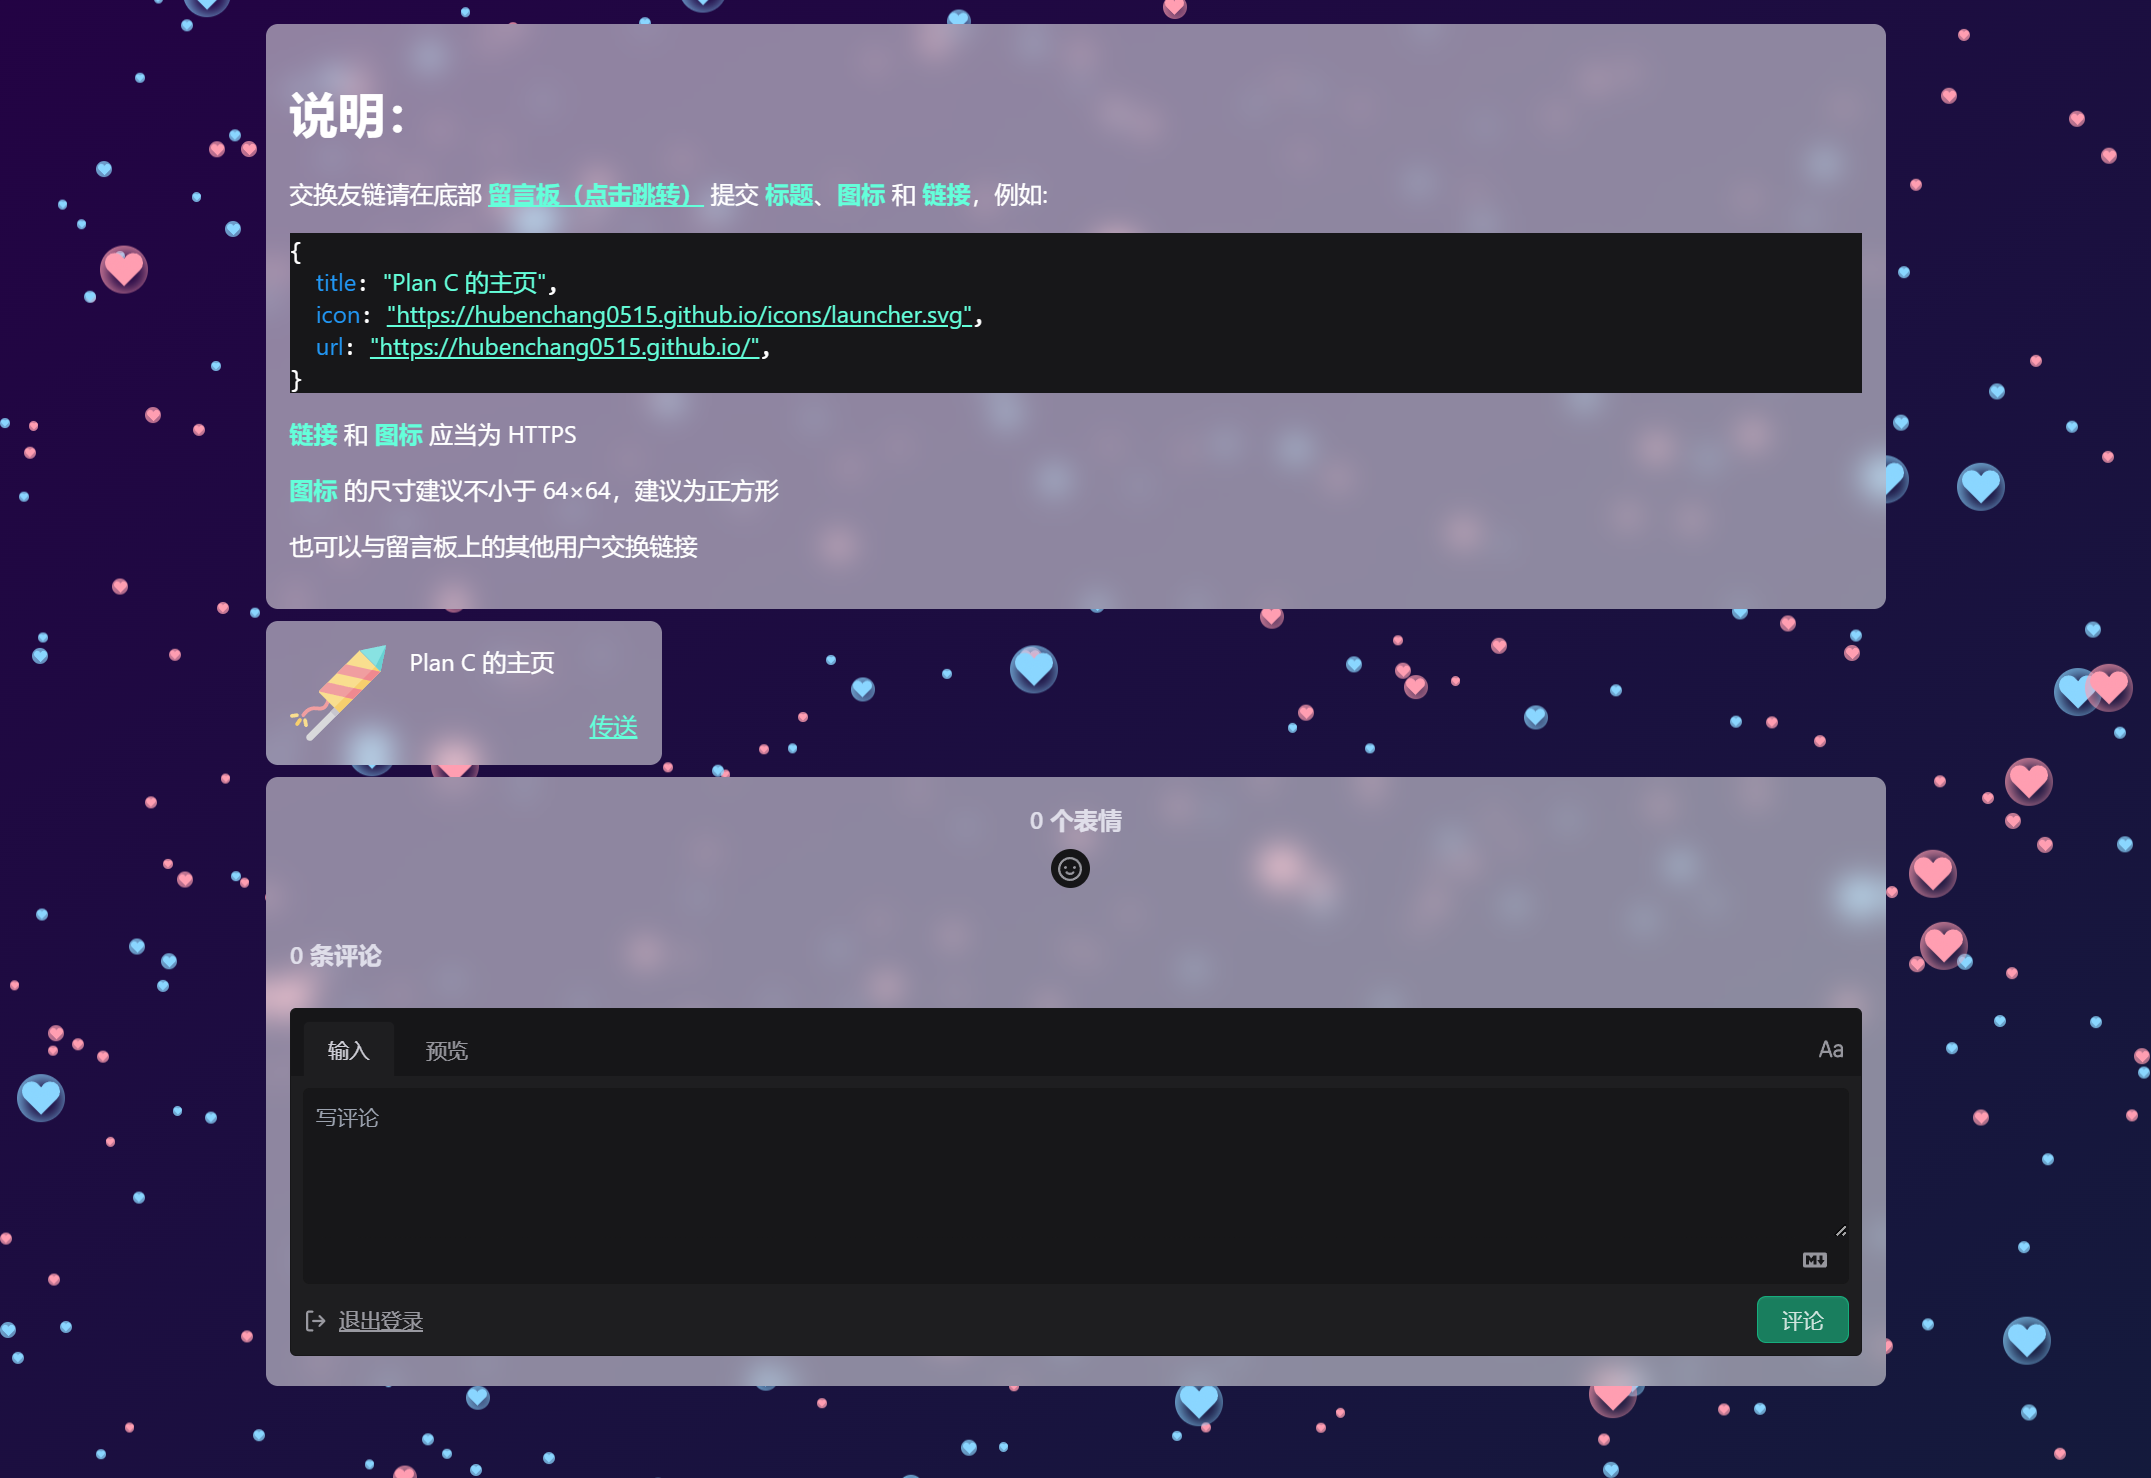 说明：
交换友链请在底部 留言板（点击跳转） 提交 标题、图标 和 链接，例如:
{
title: "Plan C 的主页",
icon: "https://hubenchang0515.github.io/icons/launcher.svg",
url: "https://hubenchang0515.github.io/",
}
链接 和 图标 应当为 HTTPS
图标 的尺寸建议不小于 64×64，建议为正方形
也可以与留言板上的其他用户交换链接
Plan C 的主页
传送
0 个表情
0 条评论
输入 预览 Aa
写评论
退出登录 评论